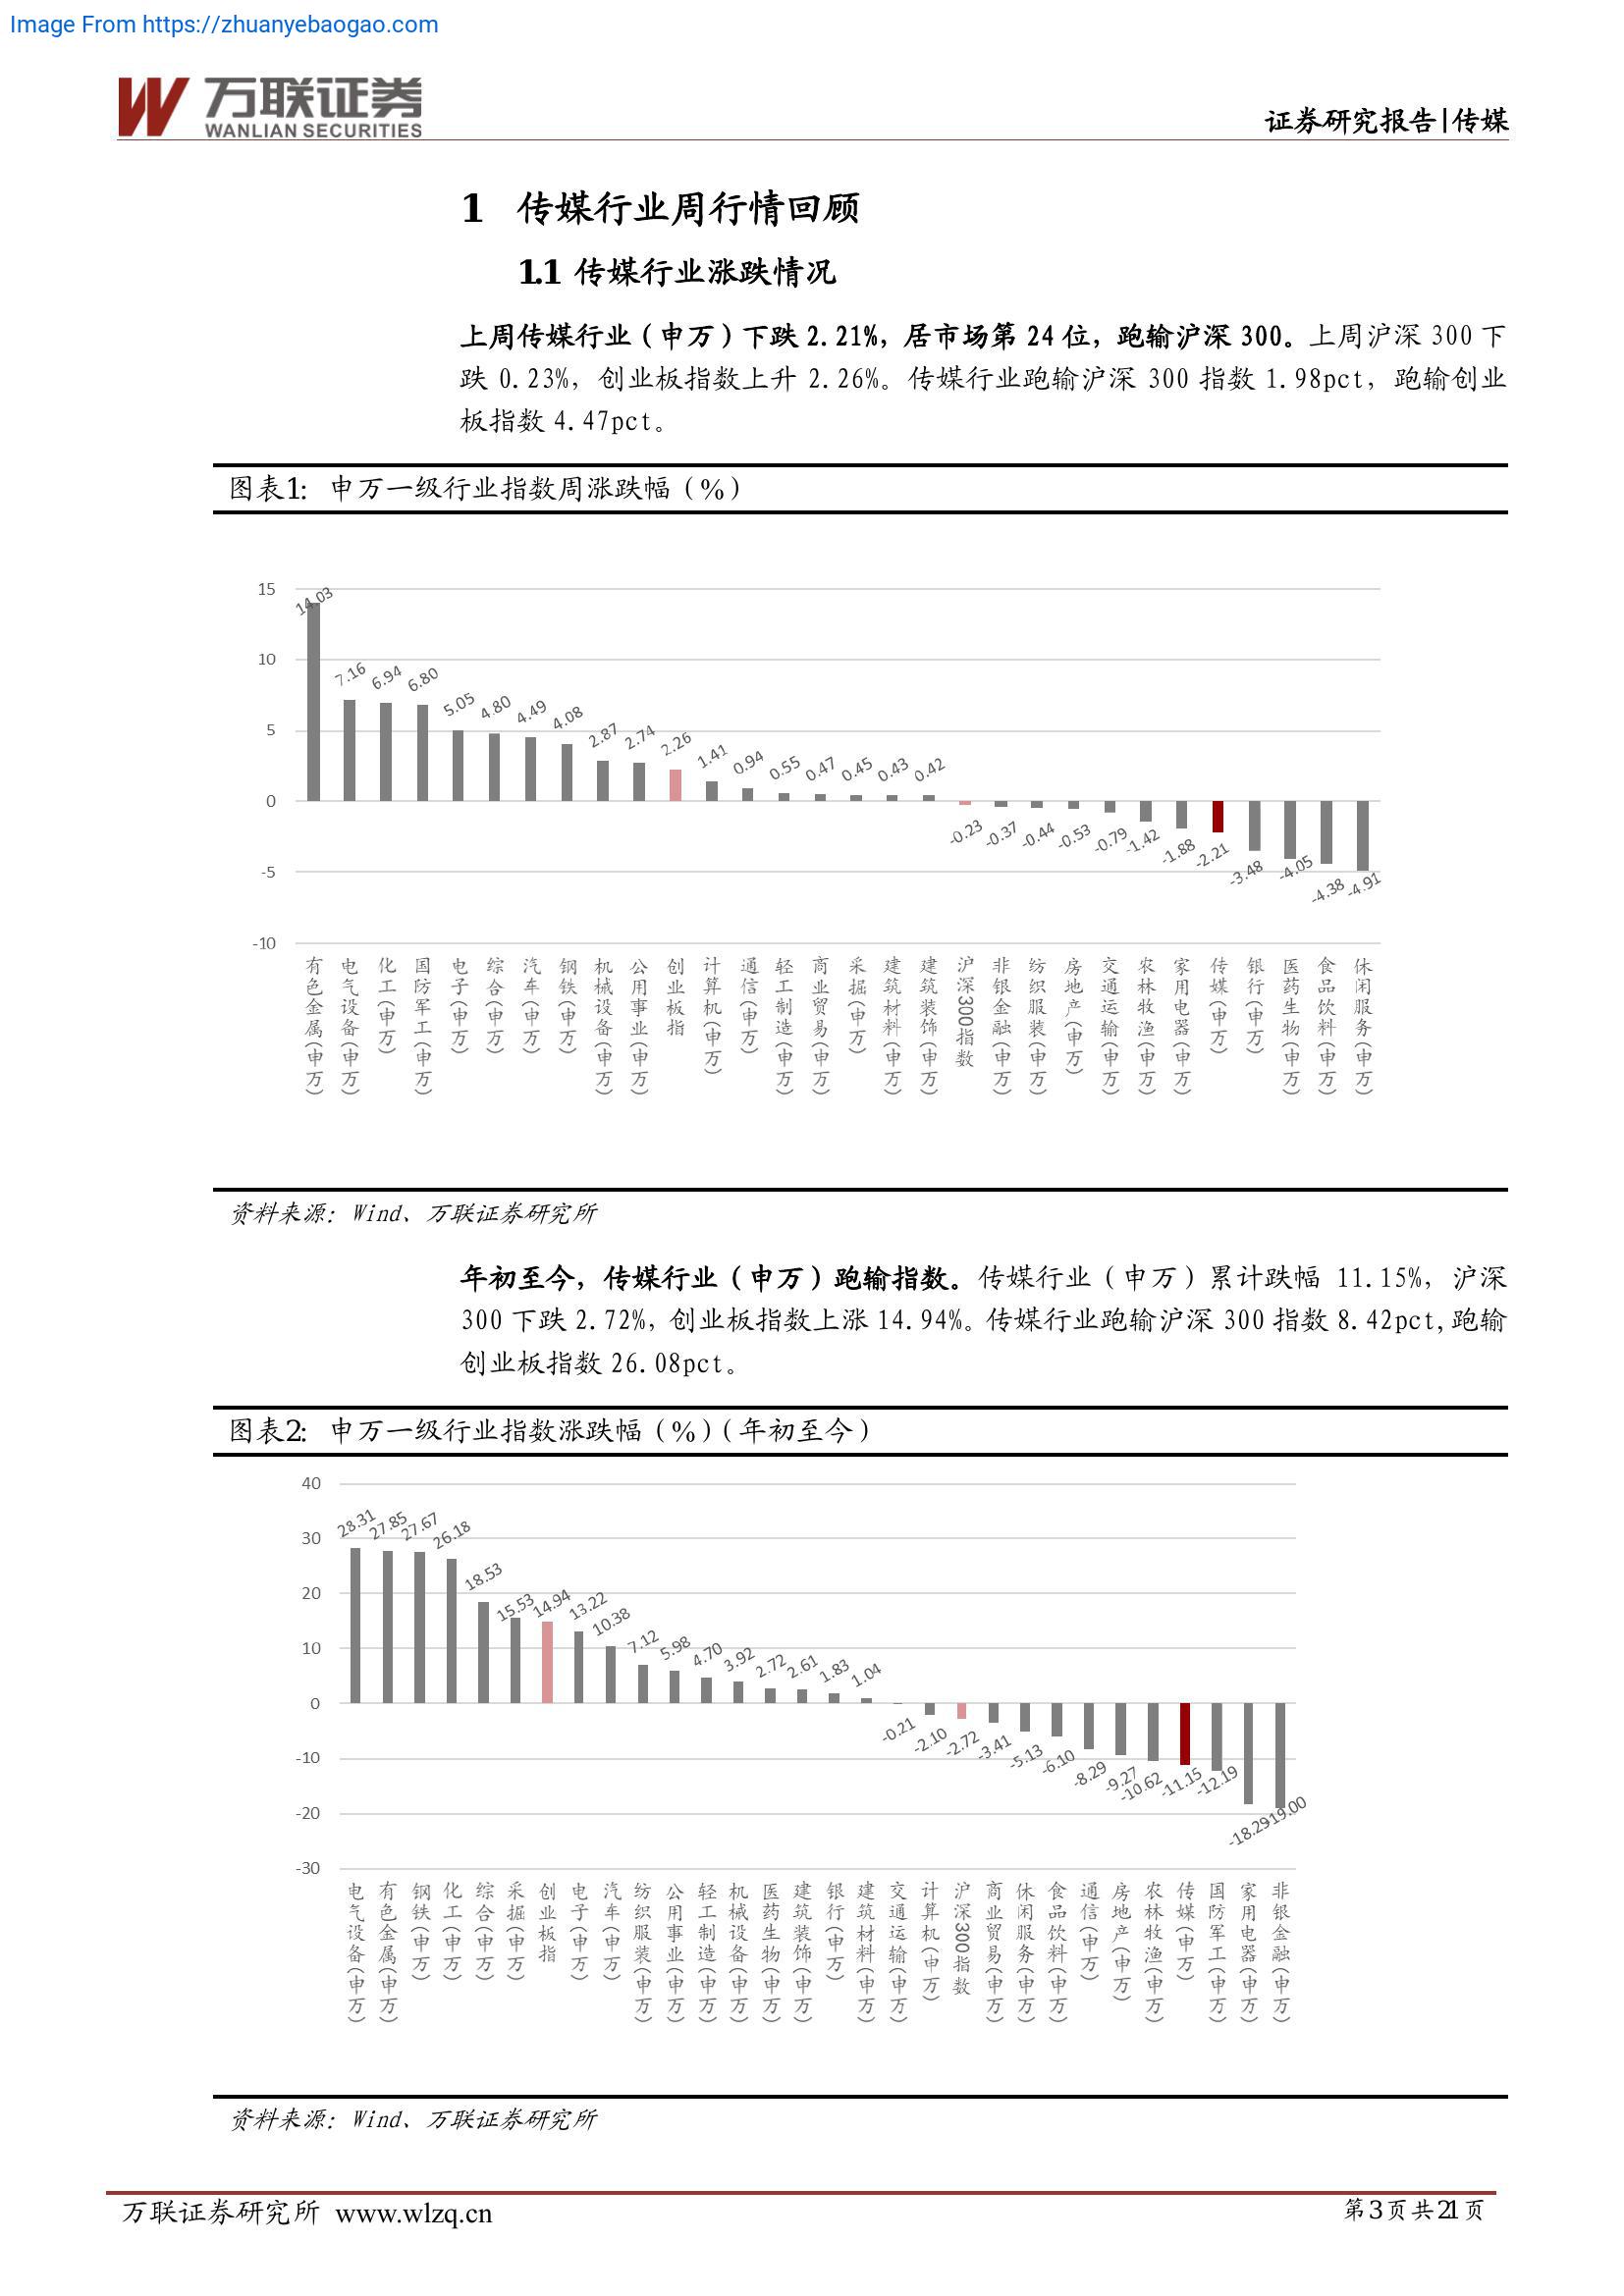 Image From https://zhuanyebaogao.com
万联证券
WANLIAN SECURITIES
证券研究报告|传媒
1 传媒行业周行情回顾
1.1 传媒行业涨跌情况
上周传媒行业（申万）下跌 2.21%，居市场第 24 位，跑输沪深 300。上周沪深 300 下
跌 0.23%，创业板指数上升 2.26%。传媒行业跑输沪深 300 指数 1.98pct，跑输创业
板指数 4.47pct。
图表1：申万一级行业指数周涨跌幅（%）
15
10
5
0
-5
-10
14.03
7.16
6.94
6.80
5.05
4.80
4.49
4.08
2.87
2.74
2.26
1.41
0.94
0.55
0.47
0.45
0.43
0.42
-0.23
-0.37
-0.44
-0.53
-0.79
-1.42
-1.88
-2.21
-3.48
-4.05
-4.38
-4.91
有色金属(申万)
电气设备(申万)
化工(申万)
国防军工(申万)
电子(申万)
综合(申万)
汽车(申万)
钢铁(申万)
机械设备(申万)
公用事业(申万)
创业板指
计算机(申万)
通信(申万)
轻工制造(申万)
商业贸易(申万)
采掘(申万)
建筑材料(申万)
建筑装饰(申万)
沪深300指数
非银金融(申万)
纺织服装(申万)
房地产(申万)
交通运输(申万)
农林牧渔(申万)
家用电器(申万)
传媒(申万)
银行(申万)
医药生物(申万)
食品饮料(申万)
休闲服务(申万)
资料来源：Wind、万联证券研究所
年初至今，传媒行业（申万）跑输指数。传媒行业（申万）累计跌幅 11.15%，沪深
300 下跌 2.72%，创业板指数上涨 14.94%。传媒行业跑输沪深 300 指数 8.42pct,跑输
创业板指数 26.08pct。
图表2：申万一级行业指数涨跌幅（%）（年初至今）
40
30
20
10
0
-10
-20
-30
28.31
27.85
27.67
26.18
18.53
15.53
14.94
13.22
10.38
7.12
5.98
4.70
3.92
2.72
2.61
1.83
1.04
-0.21
-2.10
-2.72
-3.41
-5.13
-6.10
-8.29
-9.27
-10.62
-11.15
-12.19
-18.29
-19.00
电气设备(申万)
有色金属(申万)
钢铁(申万)
化工(申万)
综合(申万)
采掘(申万)
创业板指
电子(申万)
汽车(申万)
纺织服装(申万)
公用事业(申万)
轻工制造(申万)
机械设备(申万)
医药生物(申万)
建筑装饰(申万)
银行(申万)
建筑材料(申万)
交通运输(申万)
计算机(申万)
沪深300指数
商业贸易(申万)
休闲服务(申万)
食品饮料(申万)
通信(申万)
房地产(申万)
农林牧渔(申万)
传媒(申万)
国防军工(申万)
家用电器(申万)
非银金融(申万)
资料来源：Wind、万联证券研究所
万联证券研究所 www.wlzq.cn
第3页共21页